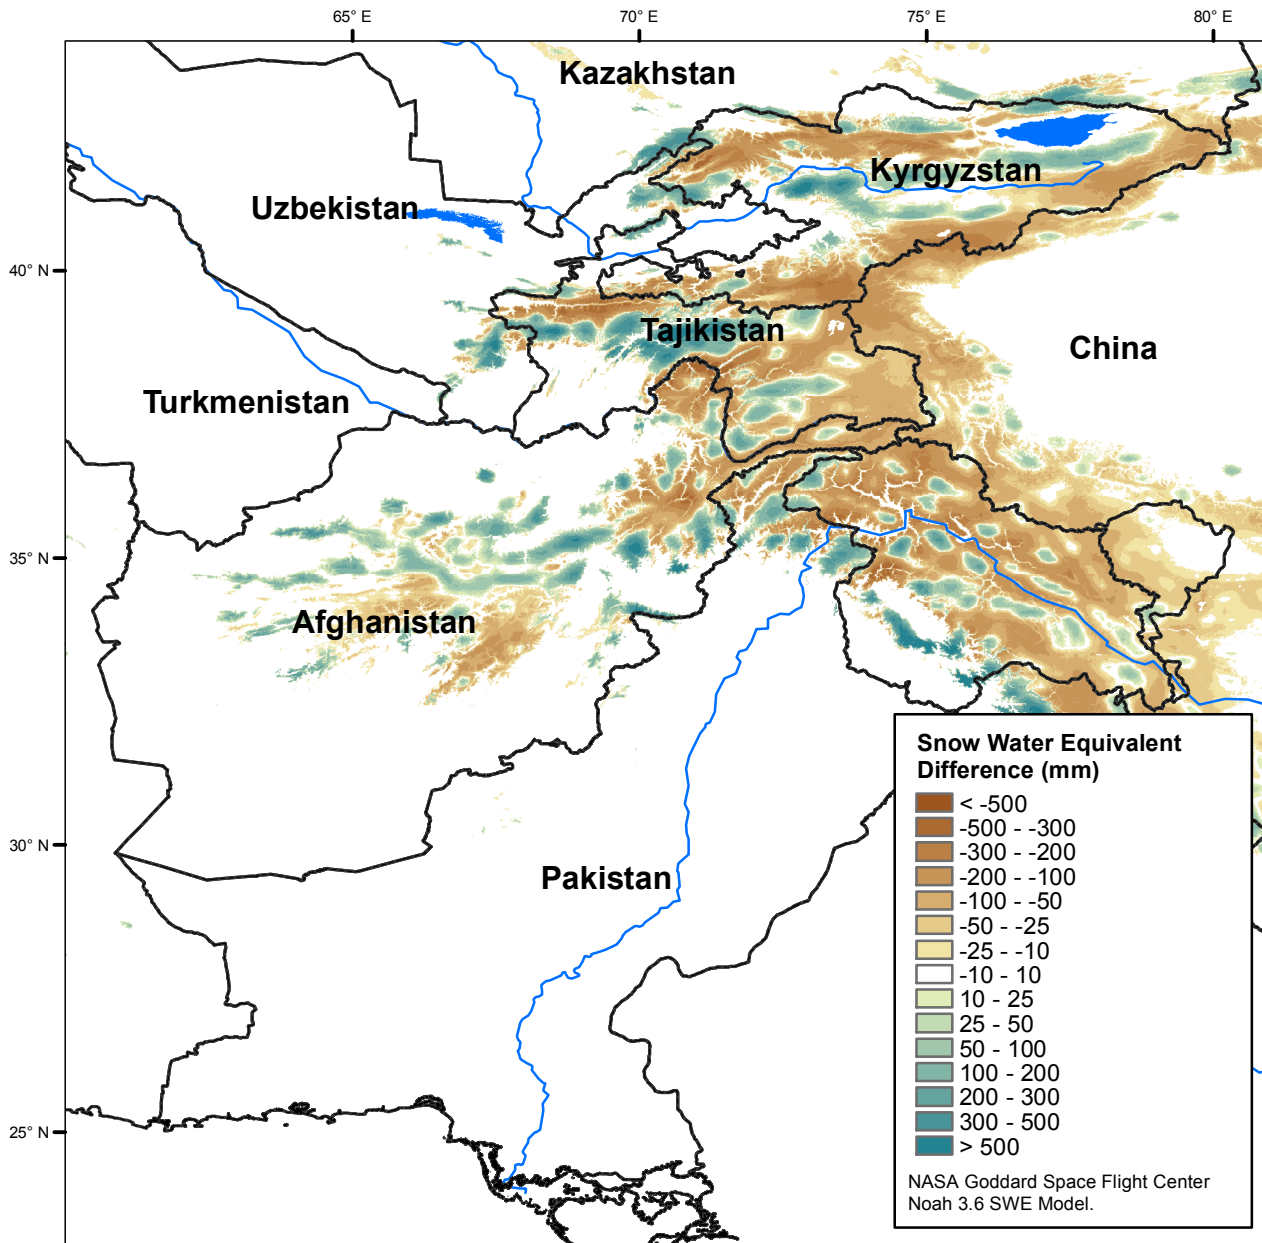 65° E
70° E
75° E
80° E
Kazakhstan
Kyrgyzstan
Uzbekistan
40° N
Tajikistan
China
Turkmenistan
35° N
Afghanistan
30° N
Pakistan
25° N
Snow Water Equivalent
Difference (mm)
< -500
-500 - -300
-300 - -200
-200 - -100
-100 - -50
-50 - -25
-25 - -10
-10 - 10
10 - 25
25 - 50
50 - 100
100 - 200
200 - 300
300 - 500
> 500
NASA Goddard Space Flight Center
Noah 3.6 SWE Model.